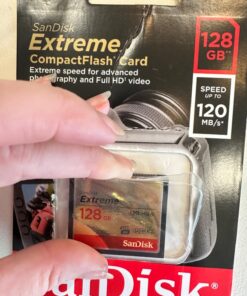 SanDisk
Extreme
CompactFlash® Card
Extreme speed for advanced
photography and Full HD¹ video
128
GB**
SPEED
UP TO
120
MB/s*
Extreme
128 GB
SanDisk
SanDisk